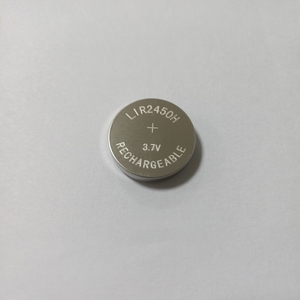 LIR2450H
+
3.7V
RECHARGEABLE